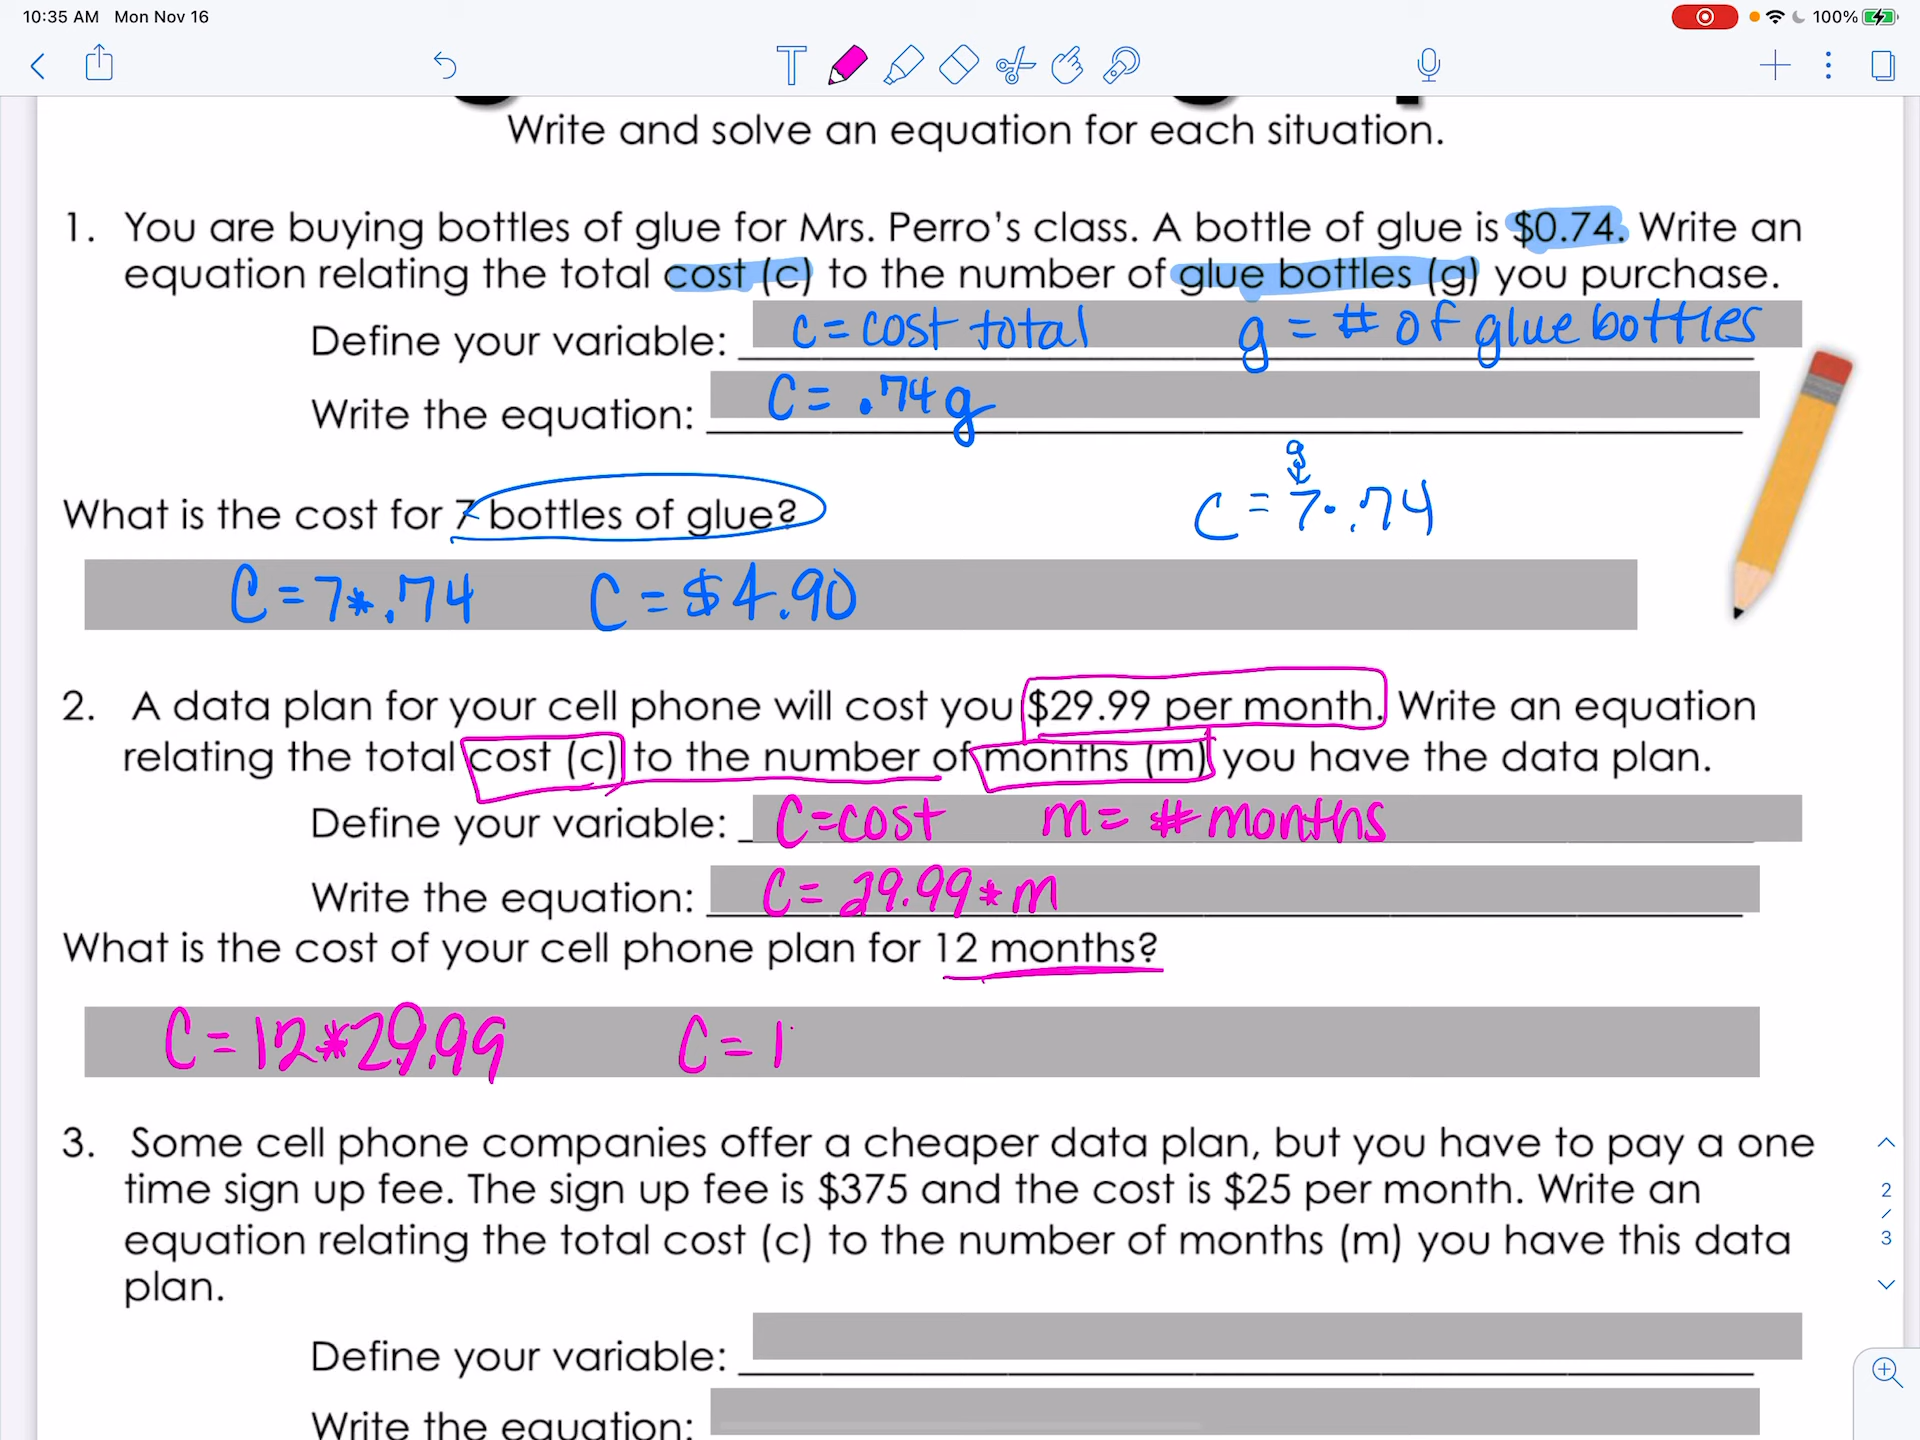 10:35 AM Mon Nov 16 100%
Write and solve an equation for each situation.
1. You are buying bottles of glue for Mrs. Perro's class. A bottle of glue is $0.74. Write an
equation relating the total cost (c) to the number of glue bottles (g) you purchase.
Define your variable: c = cost total g = # of glue bottles
Write the equation: C = .74g
g
What is the cost for 7 bottles of glue? C = 7·.74
C = 7*.74 C = $4.90
2. A data plan for your cell phone will cost you $29.99 per month. Write an equation
relating the total cost (c) to the number of months (m) you have the data plan.
Define your variable: C=cost m= # months
Write the equation: C= 29.99*m
What is the cost of your cell phone plan for 12 months?
C=12*29.99 C=1
3. Some cell phone companies offer a cheaper data plan, but you have to pay a one
time sign up fee. The sign up fee is $375 and the cost is $25 per month. Write an
equation relating the total cost (c) to the number of months (m) you have this data
plan.
2
/
3
Define your variable:
Write the equation: